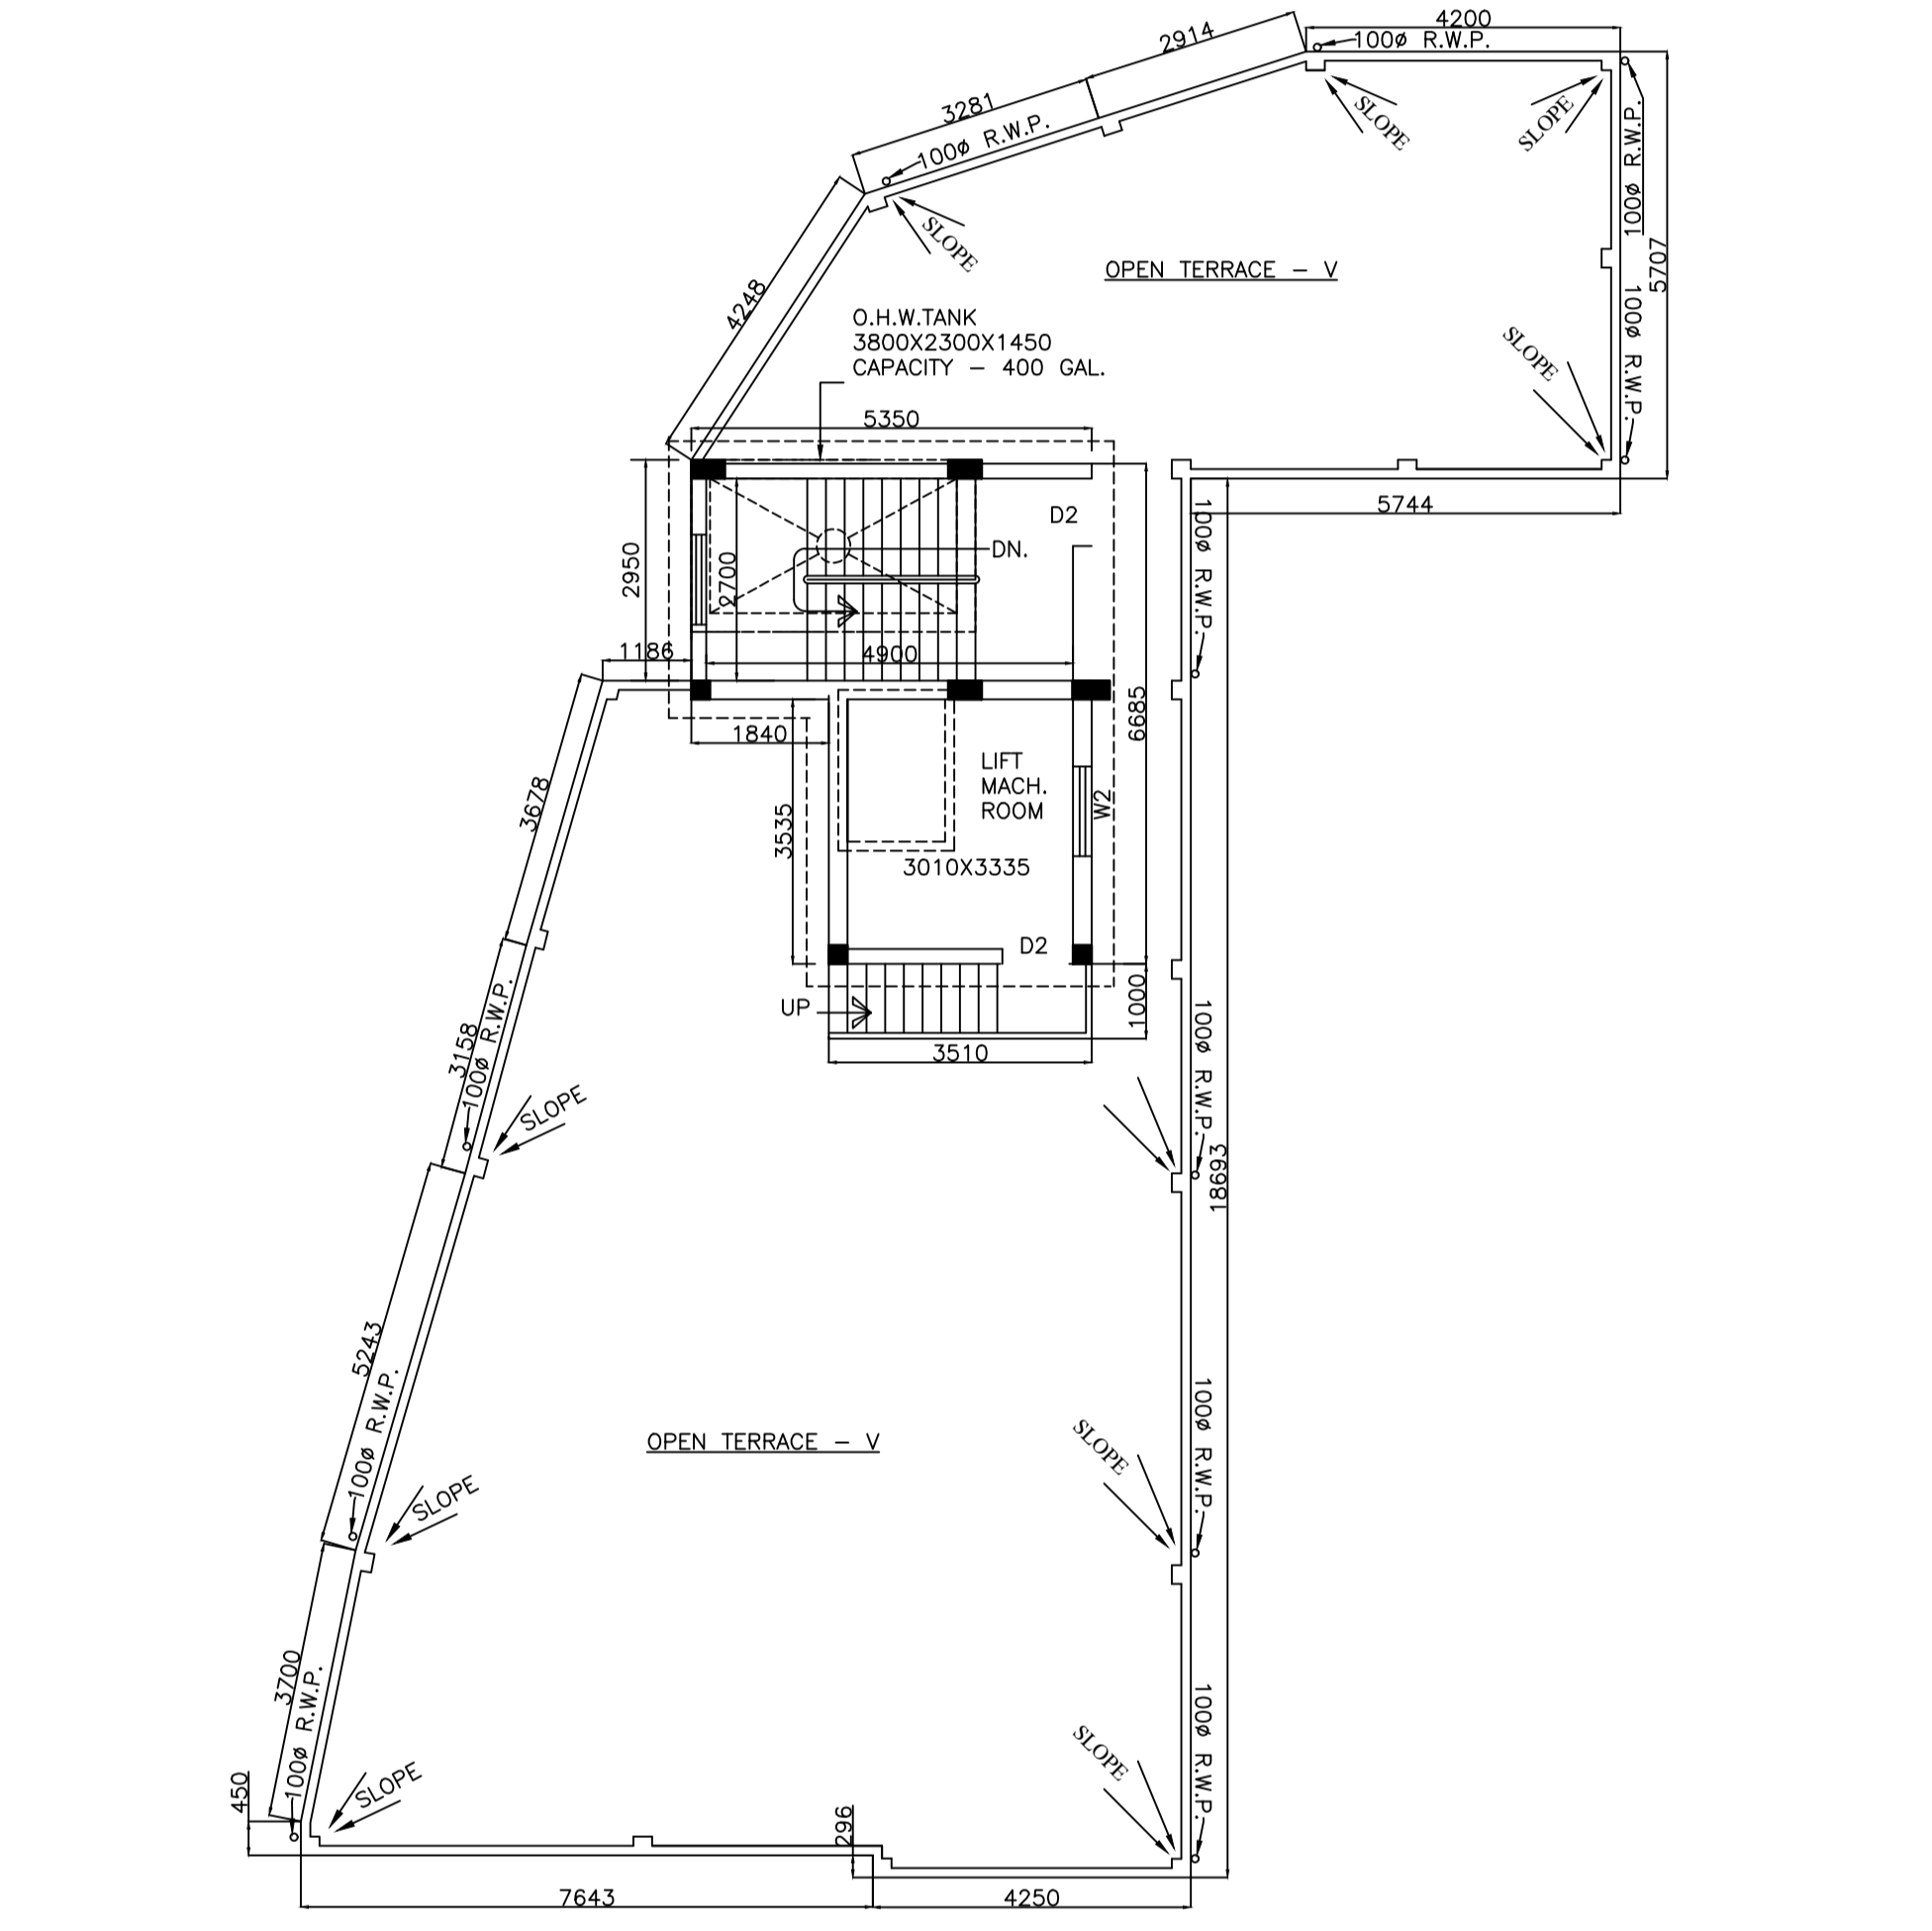 4200
100ø R.W.P.
2914
3281
100ø R.W.P.
SLOPE
SLOPE
100ø R.W.P.
5707
SLOPE
OPEN TERRACE - V
4248
O.H.W.TANK
3800X2300X1450
CAPACITY - 400 GAL.
100ø R.W.P.
SLOPE
5350
5744
D2
100ø R.W.P.
DN.
2950
2700
1186
4900
6685
1840
LIFT
MACH.
ROOM
W2
3678
3535
3010X3335
D2
1000
UP
3510
3158
100ø R.W.P.
SLOPE
100ø R.W.P.
18693
5243
100ø R.W.P.
OPEN TERRACE - V
SLOPE
100ø R.W.P.
SLOPE
3700
100ø R.W.P.
SLOPE
SLOPE
100ø R.W.P.
450
296
7643
4250